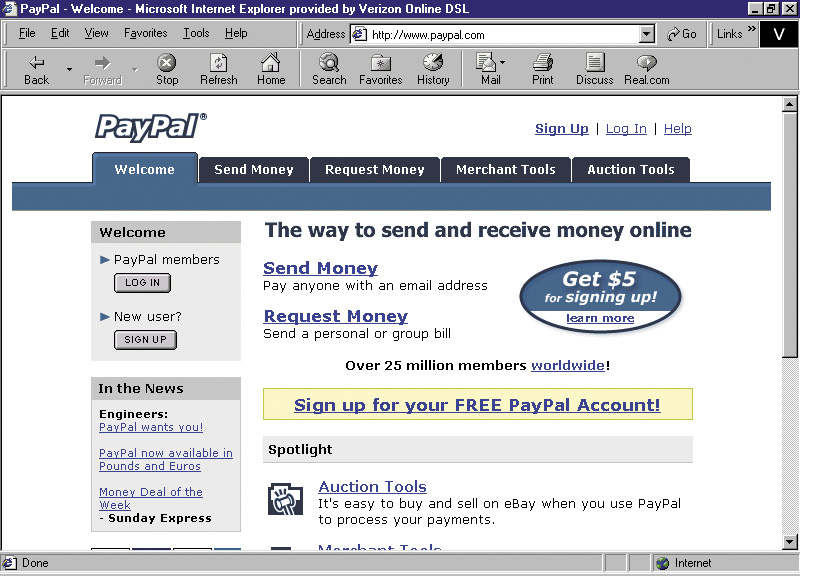 PayPal - Welcome - Microsoft Internet Explorer provided by Verizon Online DSL
File Edit View Favorites Tools Help Address http://www.paypal.com Go Links » V
Back Forward Stop Refresh Home Search Favorites History Mail Print Discuss Real.com
PayPal®
Sign Up | Log In | Help
Welcome Send Money Request Money Merchant Tools Auction Tools
Welcome
PayPal members
LOG IN
New user?
SIGN UP
In the News
Engineers:
PayPal wants you!
PayPal now available in
Pounds and Euros
Money Deal of the
Week
- Sunday Express
The way to send and receive money online
Send Money
Pay anyone with an email address
Request Money
Send a personal or group bill
Get $5
for signing up!
learn more
Over 25 million members worldwide!
Sign up for your FREE PayPal Account!
Spotlight
Auction Tools
It's easy to buy and sell on eBay when you use PayPal
to process your payments.
Merchant Tools
Done Internet